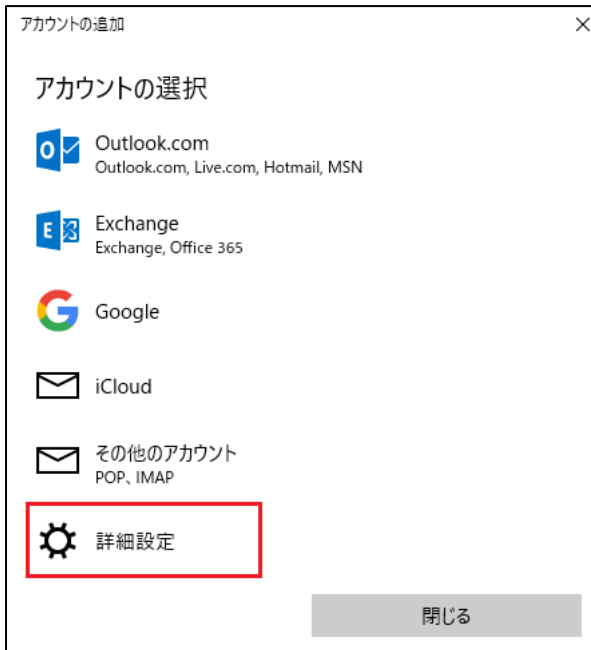 アカウントの追加
アカウントの選択
Outlook.com
Outlook.com, Live.com, Hotmail, MSN
Exchange
Exchange, Office 365
Google
iCloud
その他のアカウント
POP、IMAP
詳細設定
閉じる